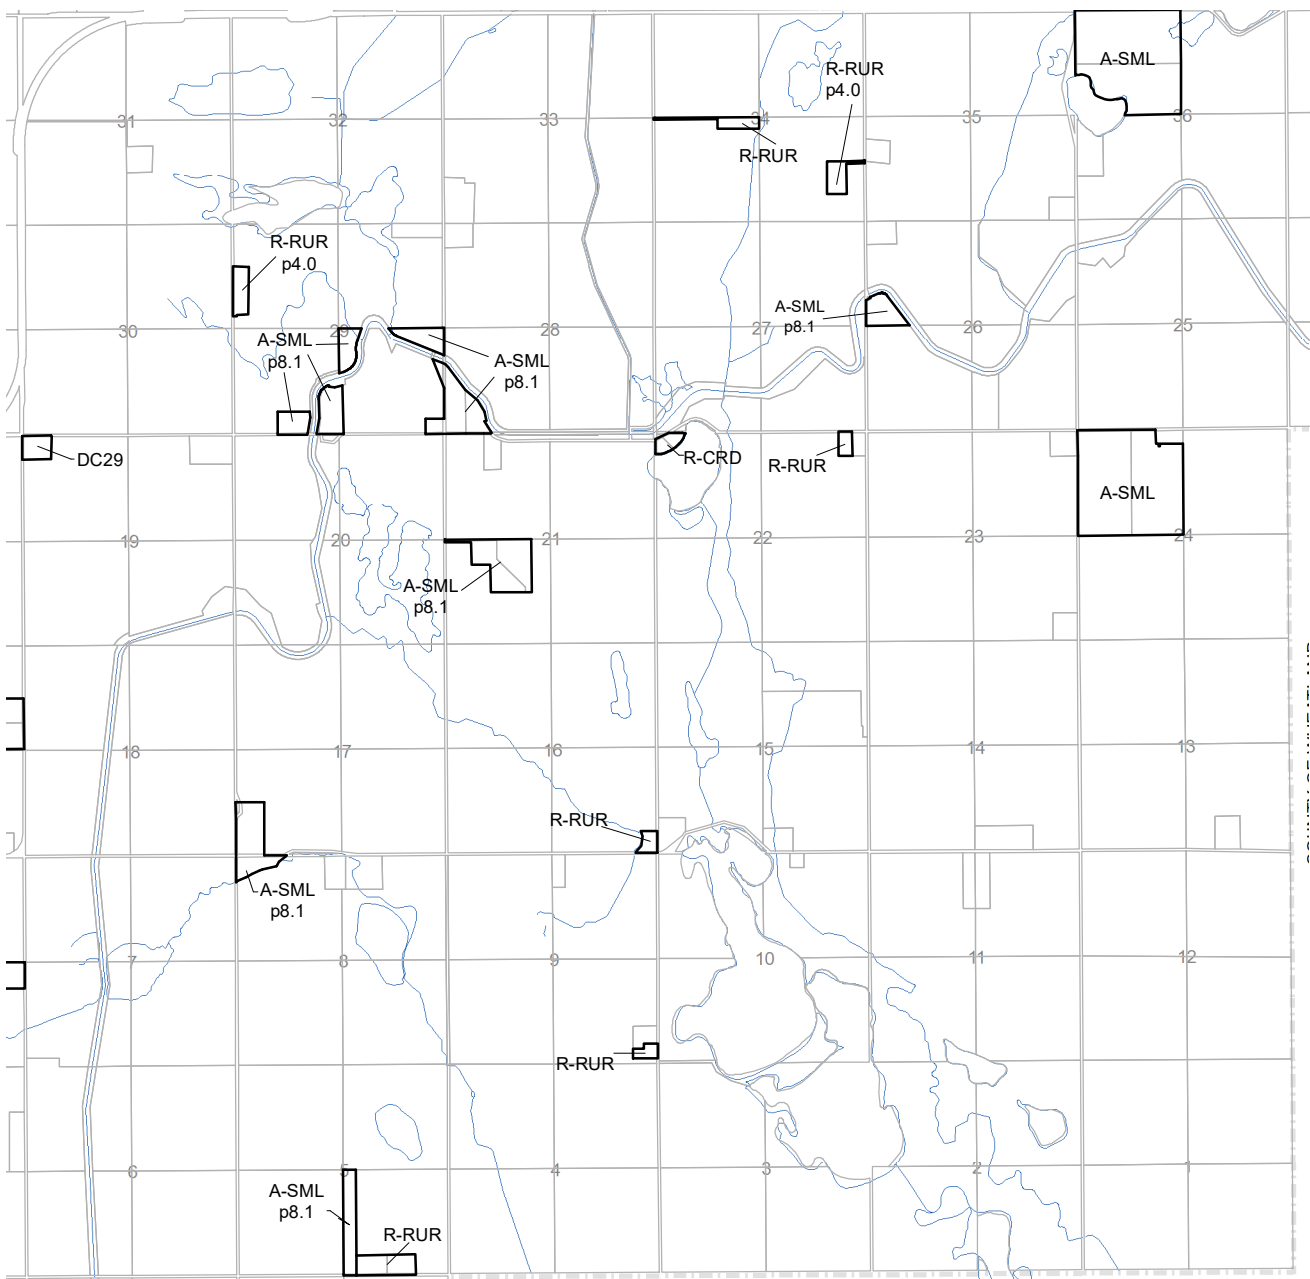 A-SML
R-RUR
p4.0
31
32
33
34
35
36
R-RUR
R-RUR
p4.0
A-SML
p8.1
30
29
28
27
26
25
A-SML
p8.1
A-SML
p8.1
DC29
R-CRD
R-RUR
A-SML
19
20
21
22
23
24
A-SML
p8.1
COUNTY OF WHEATLAND
18
17
16
15
14
13
R-RUR
A-SML
p8.1
7
8
9
10
11
12
R-RUR
6
5
4
3
2
1
A-SML
p8.1
R-RUR